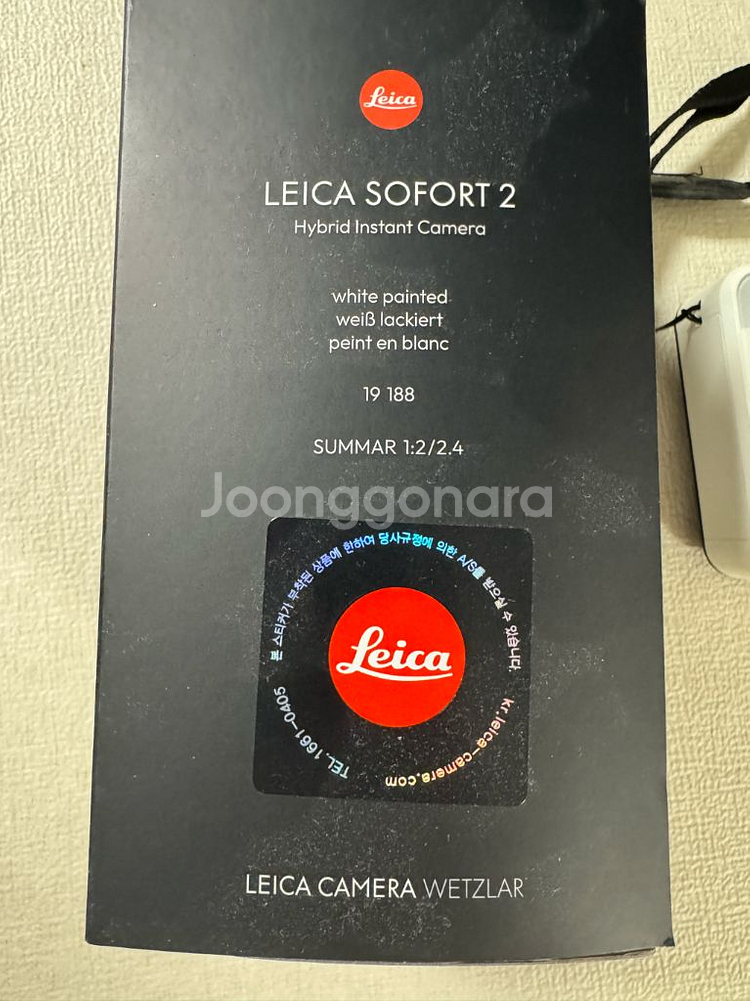 Leica
LEICA SOFORT 2
Hybrid Instant Camera
white painted
weiß lackiert
peint en blanc
19 188
SUMMAR 1:2/2.4
Joonggonara
본 스티커가 부착된 상품에 한하여 당사규정에 의한 A/S를 받으실 수 있습니다.
Leica
TEL.1661-0405
kr.leica-camera.com
LEICA CAMERA WETZLAR